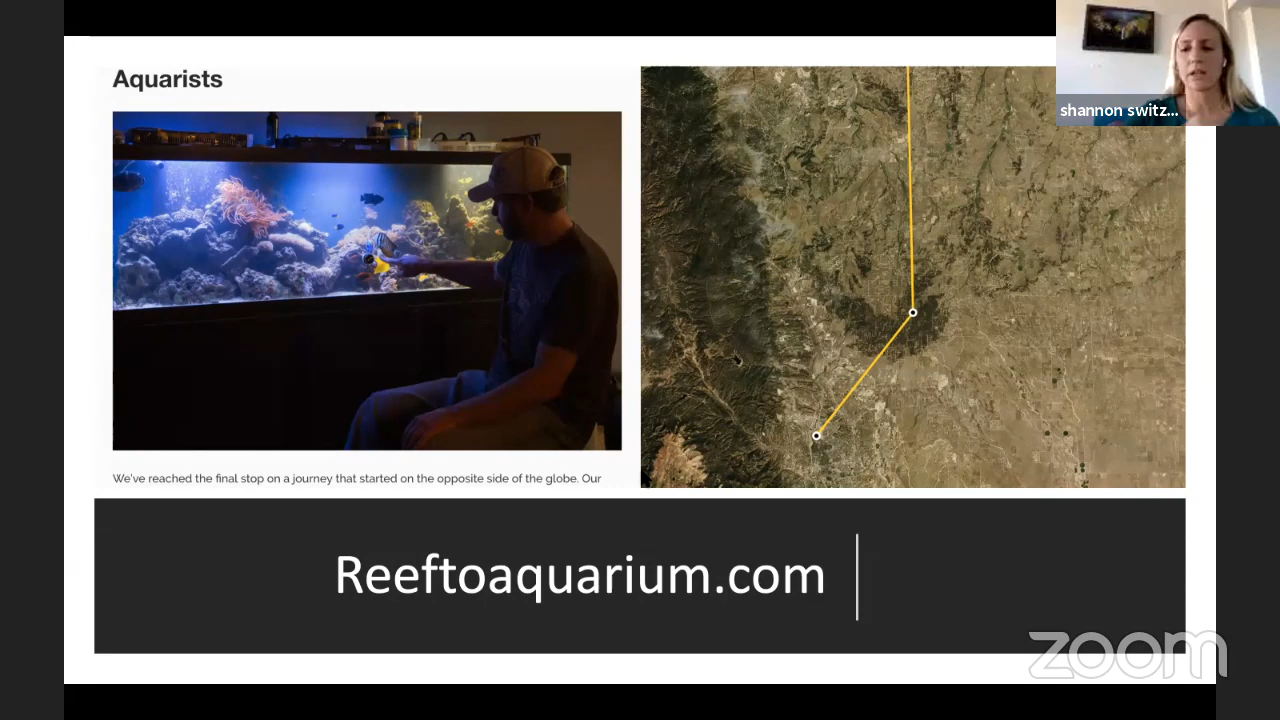 Aquarists
shannon switz...
We've reached the final stop on a journey that started on the opposite side of the globe. Our
Reeftoaquarium.com
zoom